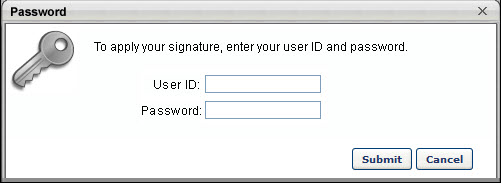 Password
To apply your signature, enter your user ID and password.
User ID:
Password:
Submit Cancel